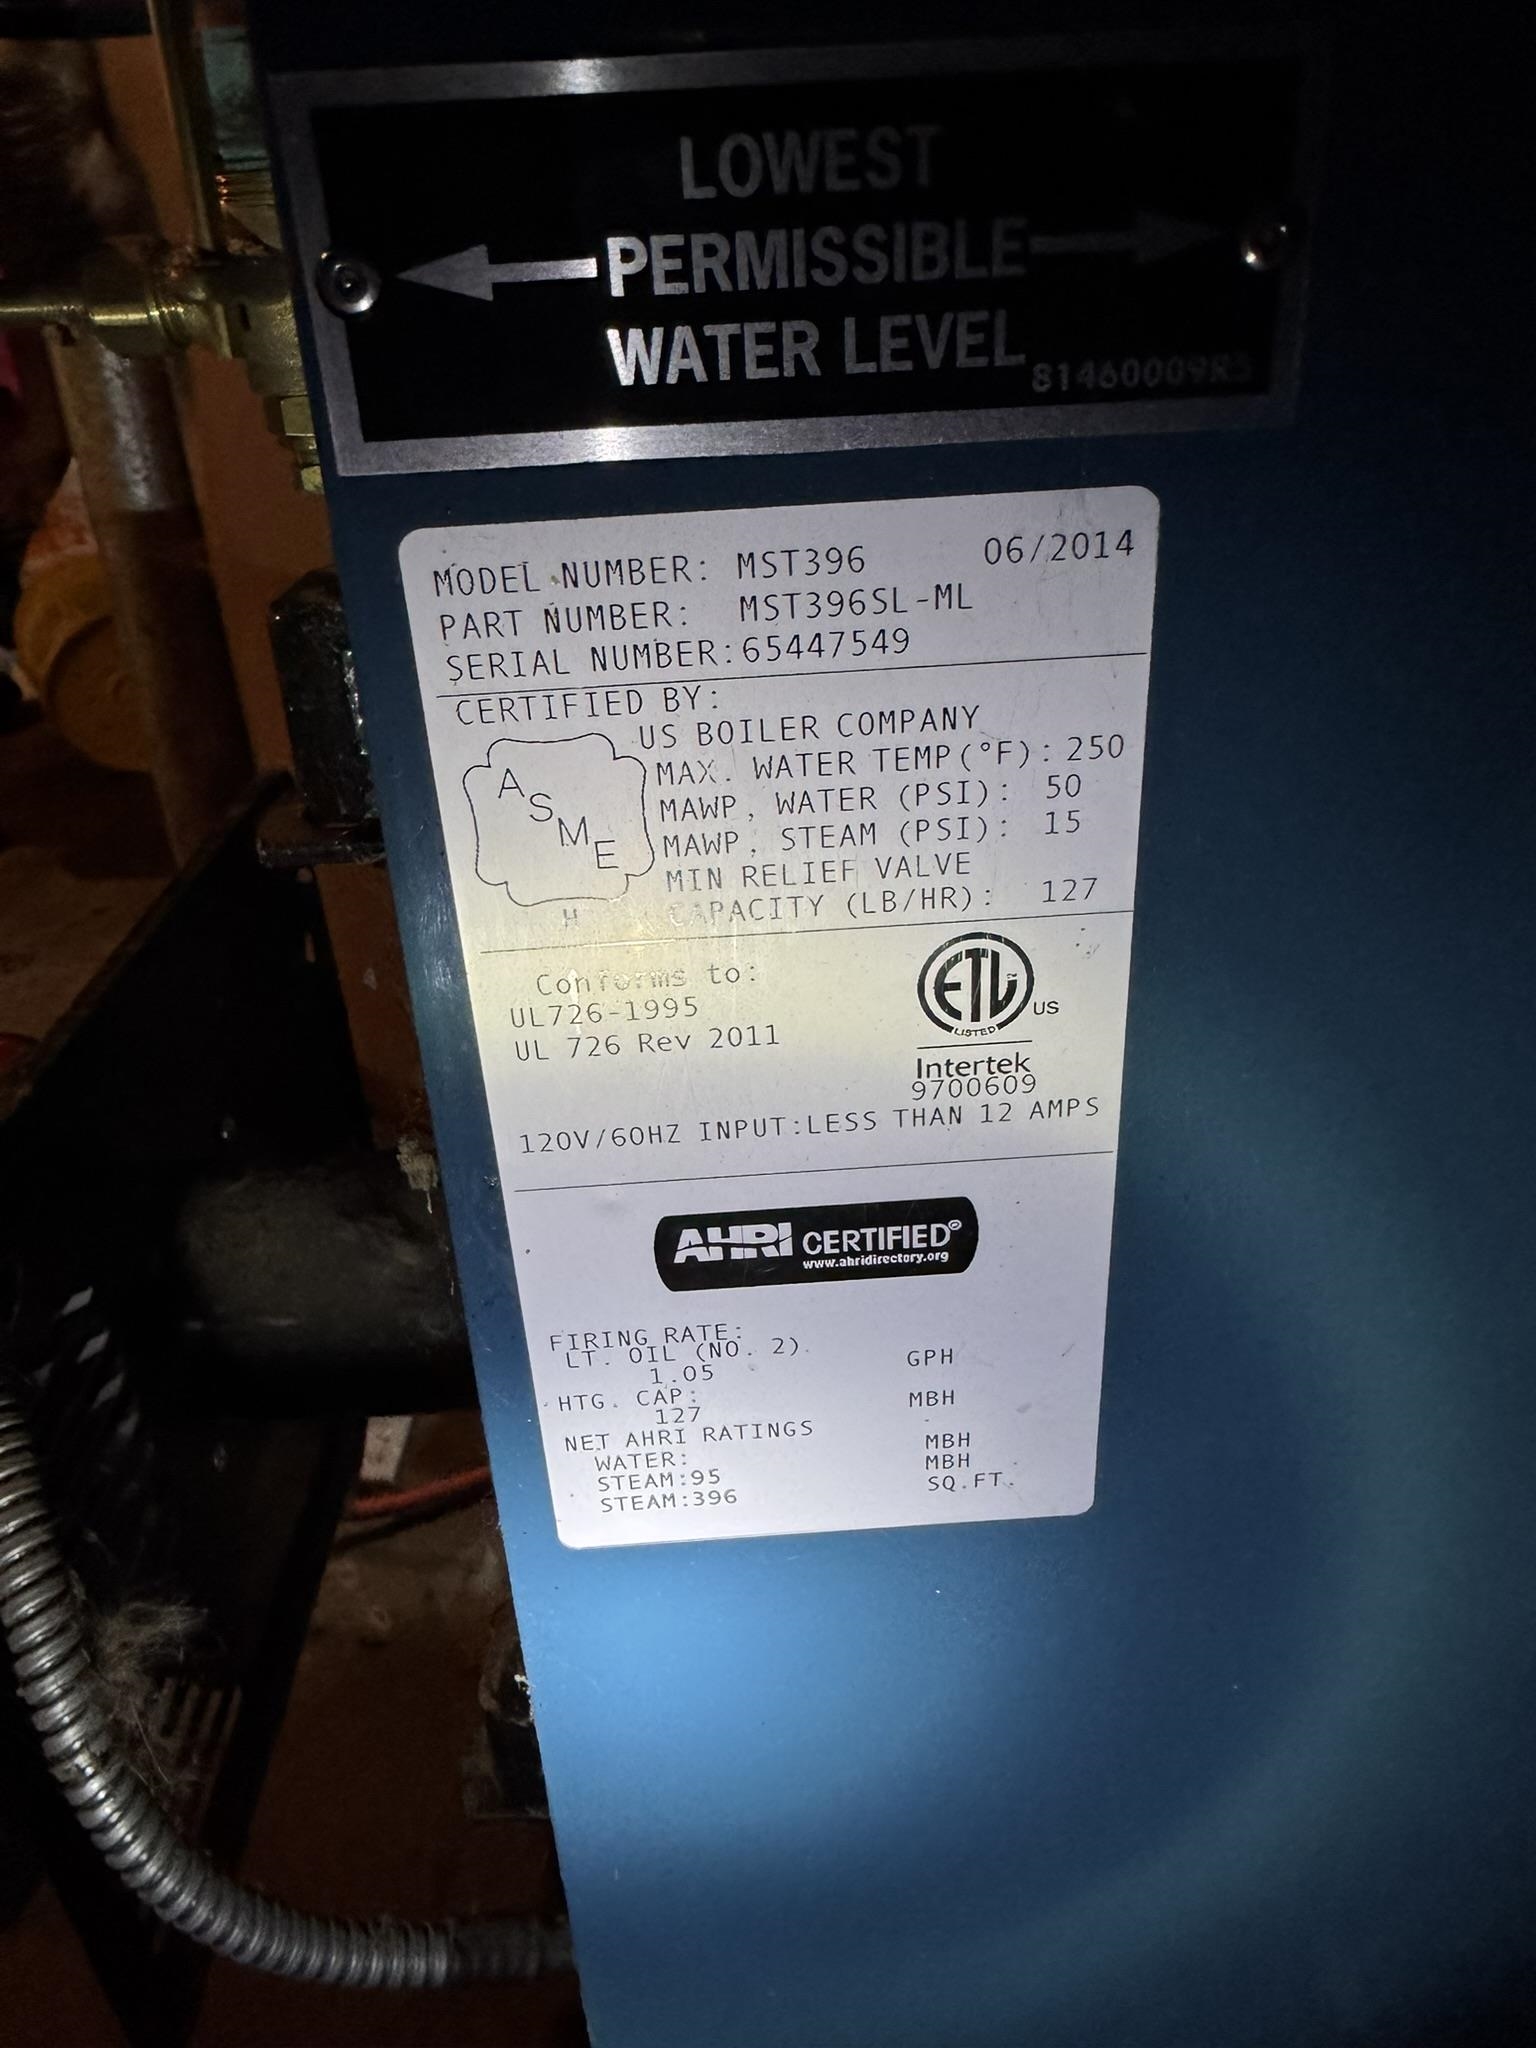 LOWEST
PERMISSIBLE
WATER LEVEL
81460009R3
MODEL NUMBER: MST396 06/2014
PART NUMBER: MST396SL-ML
SERIAL NUMBER:65447549
CERTIFIED BY:
US BOILER COMPANY
ASME
H
MAX. WATER TEMP(°F): 250
MAWP, WATER (PSI): 50
MAWP, STEAM (PSI): 15
MIN RELIEF VALVE
CAPACITY (LB/HR): 127
Conforms to:
UL726-1995
UL 726 Rev 2011
ETL
LISTED
US
Intertek
9700609
120V/60HZ INPUT:LESS THAN 12 AMPS
AHRI CERTIFIED®
www.ahridirectory.org
FIRING RATE:
LT. OIL (NO. 2). GPH
1.05
HTG. CAP: MBH
127
NET AHRI RATINGS
WATER: MBH
STEAM:95 MBH
STEAM:396 SQ.FT.